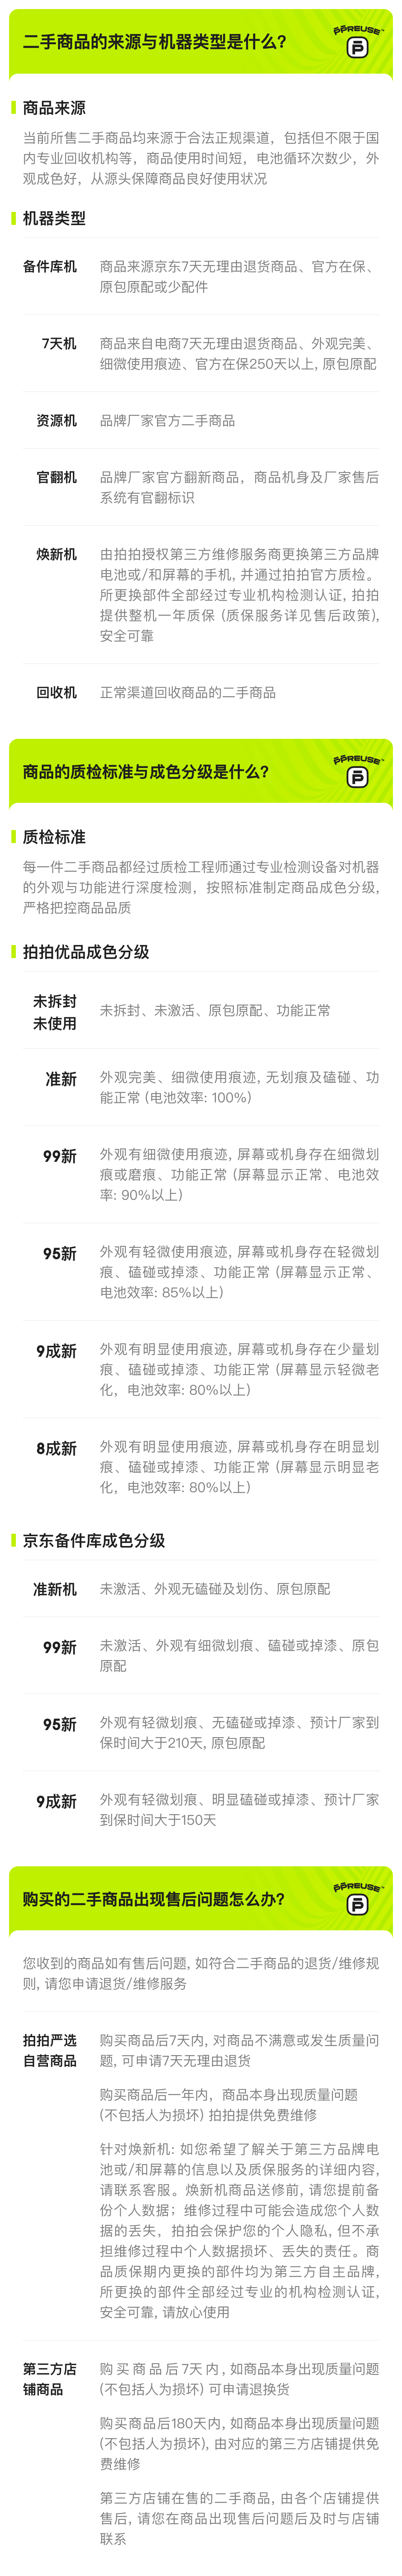 二手商品的来源与机器类型是什么?
PPREUSE™
商品来源
当前所售二手商品均来源于合法正规渠道，包括但不限于国
内专业回收机构等，商品使用时间短，电池循环次数少，外
观成色好，从源头保障商品良好使用状况
机器类型
备件库机
商品来源京东7天无理由退货商品、官方在保、
原包原配或少配件
7天机
商品来自电商7天无理由退货商品、外观完美、
细微使用痕迹、官方在保250天以上, 原包原配
资源机
品牌厂家官方二手商品
官翻机
品牌厂家官方翻新商品，商品机身及厂家售后
系统有官翻标识
焕新机
由拍拍授权第三方维修服务商更换第三方品牌
电池或/和屏幕的手机, 并通过拍拍官方质检。
所更换部件全部经过专业机构检测认证, 拍拍
提供整机一年质保 (质保服务详见售后政策),
安全可靠
回收机
正常渠道回收商品的二手商品
商品的质检标准与成色分级是什么?
PPREUSE™
质检标准
每一件二手商品都经过质检工程师通过专业检测设备对机器
的外观与功能进行深度检测，按照标准制定商品成色分级,
严格把控商品品质
拍拍优品成色分级
未拆封
未使用
未拆封、未激活、原包原配、功能正常
准新
外观完美、细微使用痕迹, 无划痕及磕碰、功
能正常 (电池效率: 100%)
99新
外观有细微使用痕迹, 屏幕或机身存在细微划
痕或磨痕、功能正常 (屏幕显示正常、电池效
率: 90%以上)
95新
外观有轻微使用痕迹, 屏幕或机身存在轻微划
痕、磕碰或掉漆、功能正常 (屏幕显示正常、
电池效率: 85%以上)
9成新
外观有明显使用痕迹, 屏幕或机身存在少量划
痕、磕碰或掉漆、功能正常 (屏幕显示轻微老
化，电池效率: 80%以上)
8成新
外观有明显使用痕迹, 屏幕或机身存在明显划
痕、磕碰或掉漆、功能正常 (屏幕显示明显老
化，电池效率: 80%以上)
京东备件库成色分级
准新机
未激活、外观无磕碰及划伤、原包原配
99新
未激活、外观有细微划痕、磕碰或掉漆、原包
原配
95新
外观有轻微划痕、无磕碰或掉漆、预计厂家到
保时间大于210天, 原包原配
9成新
外观有轻微划痕、明显磕碰或掉漆、预计厂家
到保时间大于150天
购买的二手商品出现售后问题怎么办?
PPREUSE™
您收到的商品如有售后问题, 如符合二手商品的退货/维修规
则, 请您申请退货/维修服务
拍拍严选
自营商品
购买商品后7天内, 对商品不满意或发生质量问
题, 可申请7天无理由退货
购买商品后一年内，商品本身出现质量问题
(不包括人为损坏) 拍拍提供免费维修
针对焕新机: 如您希望了解关于第三方品牌电
池或/和屏幕的信息以及质保服务的详细内容,
请联系客服。焕新机商品送修前, 请您提前备
份个人数据；维修过程中可能会造成您个人数
据的丢失，拍拍会保护您的个人隐私, 但不承
担维修过程中个人数据损坏、丢失的责任。商
品质保期内更换的部件均为第三方自主品牌,
所更换的部件全部经过专业的机构检测认证,
安全可靠, 请放心使用
第三方店
铺商品
购买商品后7天内, 如商品本身出现质量问题
(不包括人为损坏) 可申请退换货
购买商品后180天内, 如商品本身出现质量问题
(不包括人为损坏), 由对应的第三方店铺提供免
费维修
第三方店铺在售的二手商品, 由各个店铺提供
售后, 请您在商品出现售后问题后及时与店铺
联系